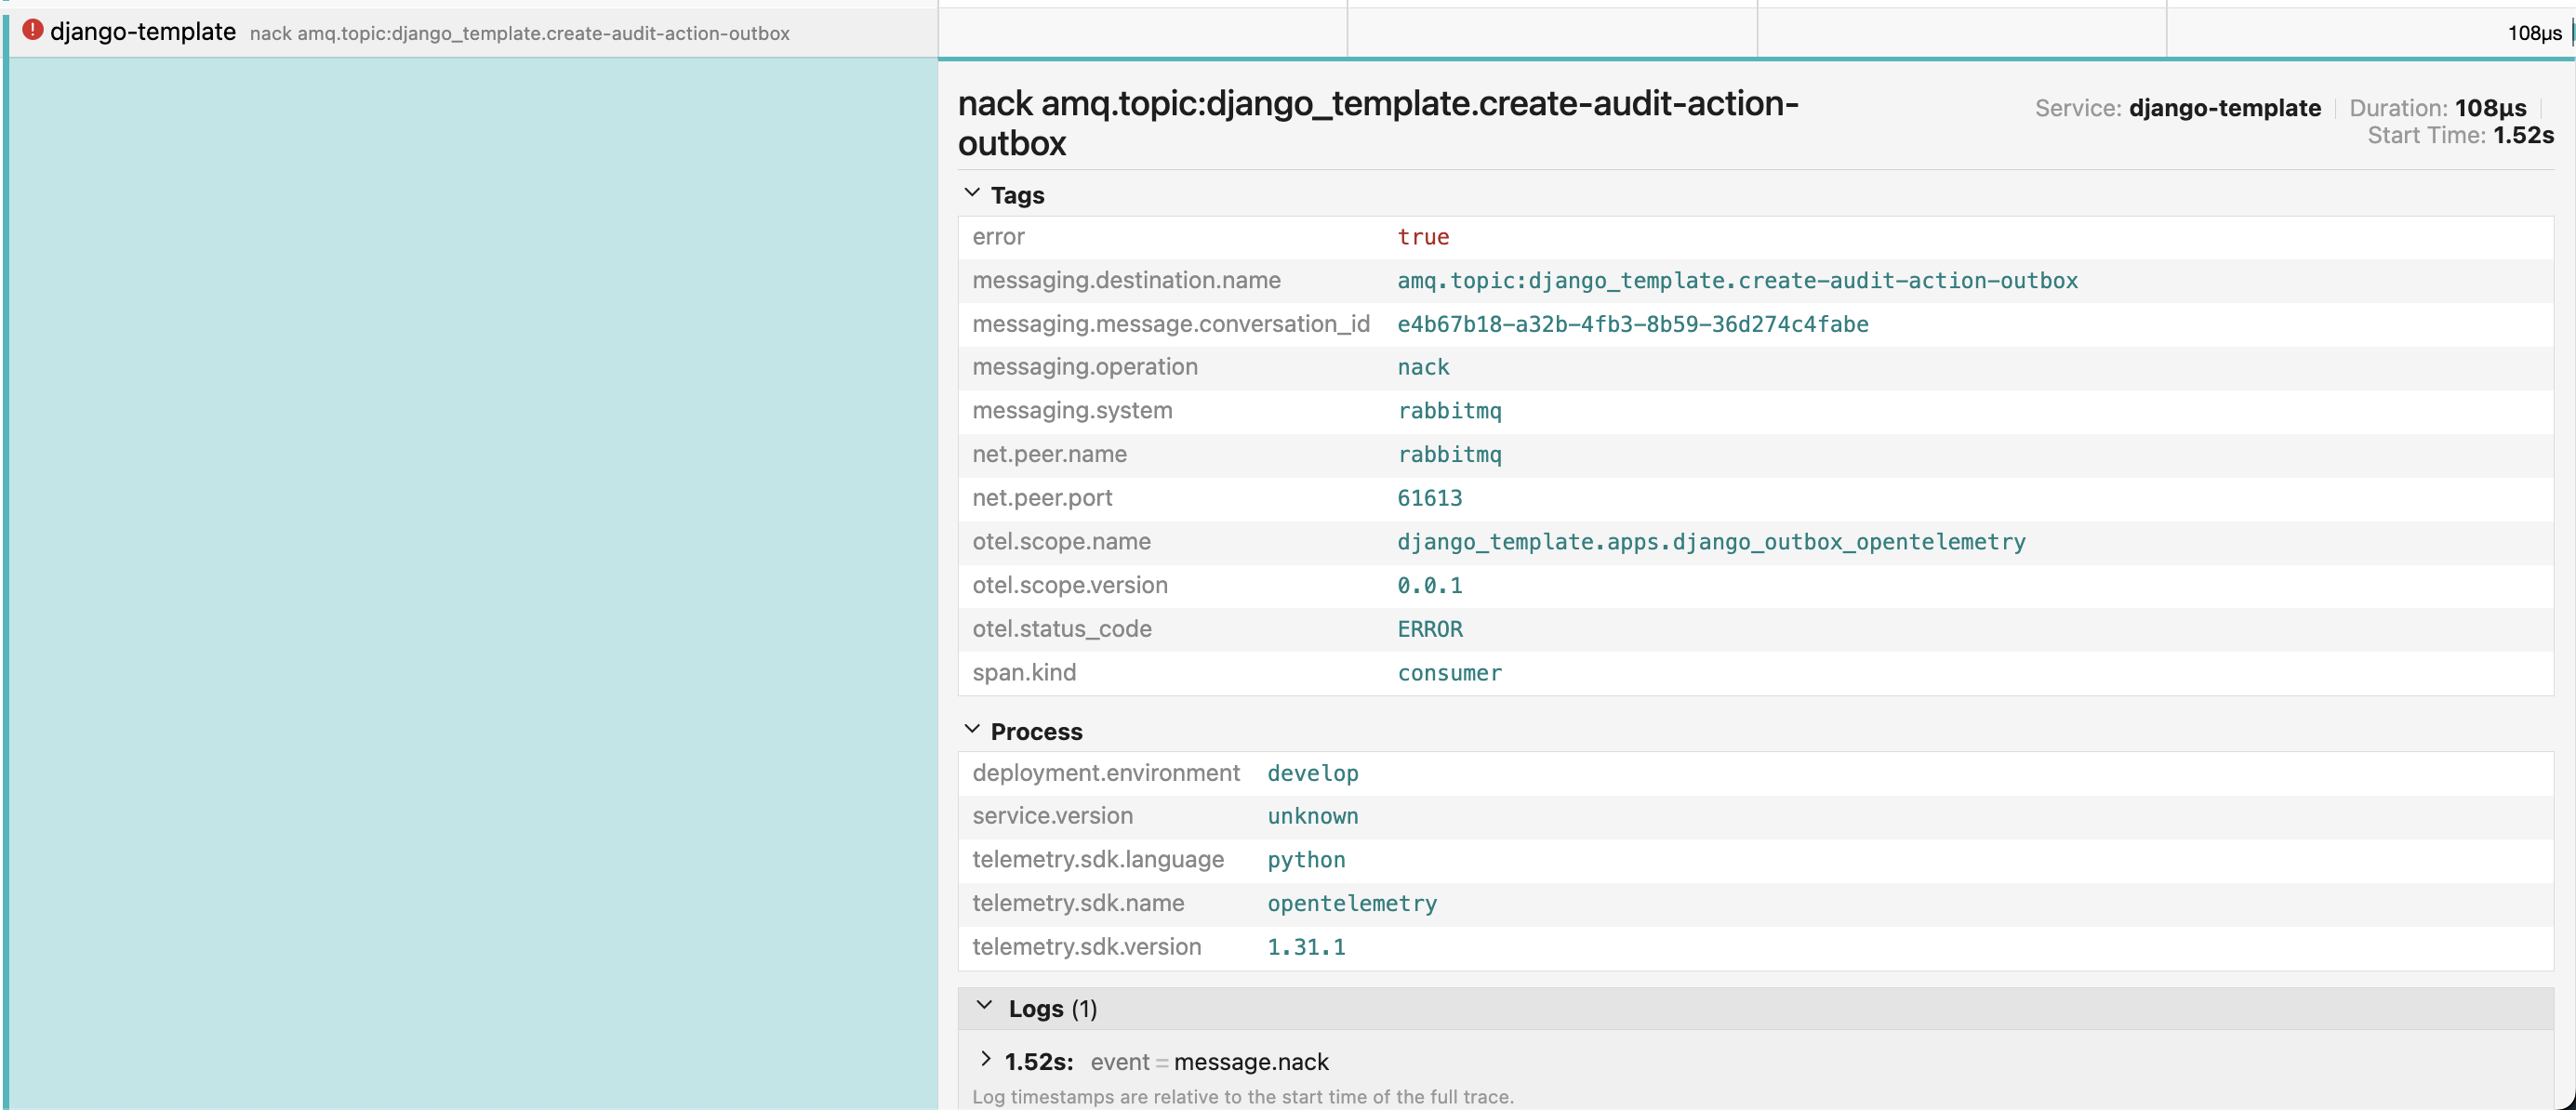 django-template nack amq.topic:django_template.create-audit-action-outbox 108μs
nack amq.topic:django_template.create-audit-action-
outbox
Service: django-template Duration: 108μs
Start Time: 1.52s
Tags
error true
messaging.destination.name amq.topic:django_template.create-audit-action-outbox
messaging.message.conversation_id e4b67b18-a32b-4fb3-8b59-36d274c4fabe
messaging.operation nack
messaging.system rabbitmq
net.peer.name rabbitmq
net.peer.port 61613
otel.scope.name django_template.apps.django_outbox_opentelemetry
otel.scope.version 0.0.1
otel.status_code ERROR
span.kind consumer
Process
deployment.environment develop
service.version unknown
telemetry.sdk.language python
telemetry.sdk.name opentelemetry
telemetry.sdk.version 1.31.1
Logs (1)
1.52s: event = message.nack
Log timestamps are relative to the start time of the full trace.